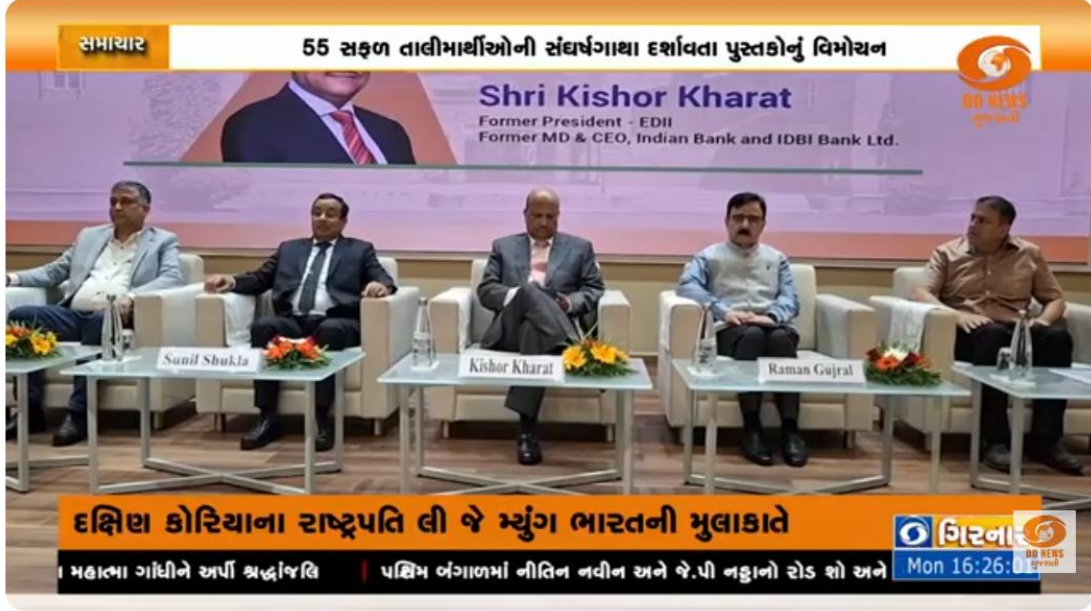 સમાચાર
55 સફળ તાલીમાર્થીઓની સંઘર્ષગાથા દર્શાવતા પુસ્તકોનું વિમોચન
DD NEWS
ગુજરાતી
Shri Kishor Kharat
Former President - EDII
Former MD & CEO, Indian Bank and IDBI Bank Ltd.
Sunil Shukla
Kishor Kharat
Raman Gujral
દક્ષિણ કોરિયાના રાષ્ટ્રપતિ લી જે મ્યુંગ ભારતની મુલાકાતે
ગિરનાર
DD NEWS
ગુજરાતી
મહાત્મા ગાંધીને અર્પી શ્રદ્ધાંજલિ | પશ્ચિમ બંગાળમાં નીતિન નવીન અને જે.પી નડ્ડાનો રોડ શો અને
Mon 16:26:01